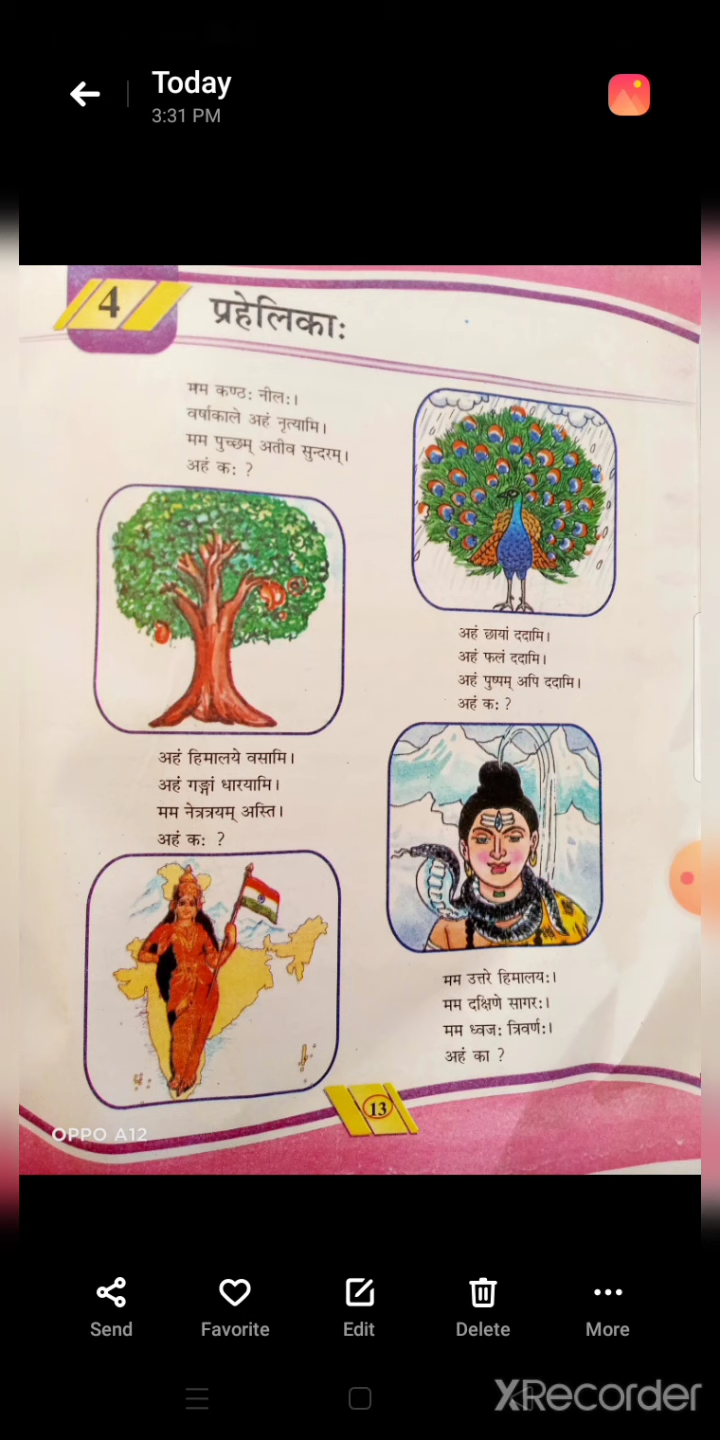 Today
3:31 PM
4
प्रहेलिकाः
मम कण्ठः नीलः।
वर्षाकाले अहं नृत्यामि।
मम पुच्छम् अतीव सुन्दरम्।
अहं कः ?
अहं छायां ददामि।
अहं फलं ददामि।
अहं पुष्पम् अपि ददामि।
अहं कः ?
अहं हिमालये वसामि।
अहं गङ्गां धारयामि।
मम नेत्रत्रयम् अस्ति।
अहं कः ?
मम उत्तरे हिमालयः।
मम दक्षिणे सागरः।
मम ध्वजः त्रिवर्णः।
अहं का ?
13
OPPO A12
Send
Favorite
Edit
Delete
More
XRecorder